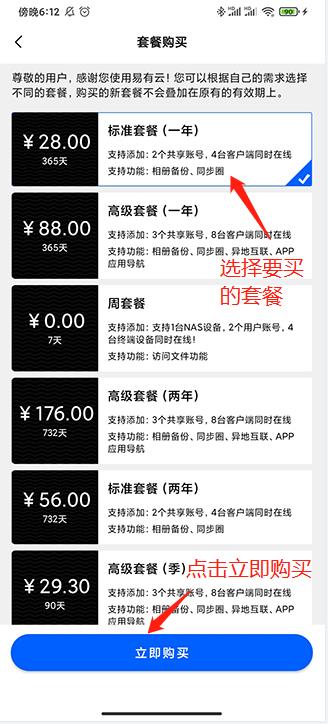 傍晚6:12
90
套餐购买
尊敬的用户，感谢您使用易有云！您可以根据自己的需求选择
不同的套餐，购买的新套餐不会叠加在原有的有效期上。
￥28.00
365天
标准套餐（一年）
支持添加：2个共享账号，4台客户端同时在线
支持功能：相册备份、同步圈
￥88.00
365天
高级套餐（一年）
支持添加：3个共享账号，8台客户端同时在线
支持功能：相册备份、同步圈、异地互联、APP
应用导航
选择要买
的套餐
￥0.00
7天
周套餐
支持添加：支持1台NAS设备，2个用户账号，4
台终端设备同时在线！
支持功能：访问文件功能
￥176.00
732天
高级套餐（两年）
支持添加：3个共享账号，8台客户端同时在线
支持功能：相册备份、同步圈、异地互联、APP
应用导航
￥56.00
732天
标准套餐（两年）
支持添加：2个共享账号，4台客户端同时在线
支持功能：相册备份、同步圈
￥29.30
90天
高级套餐（季）
点击立即购买
支持添加：3个共享账号，8台客户端同时在线
支持功能：相册备份、同步圈、异地互联、APP
应用导航
立即购买